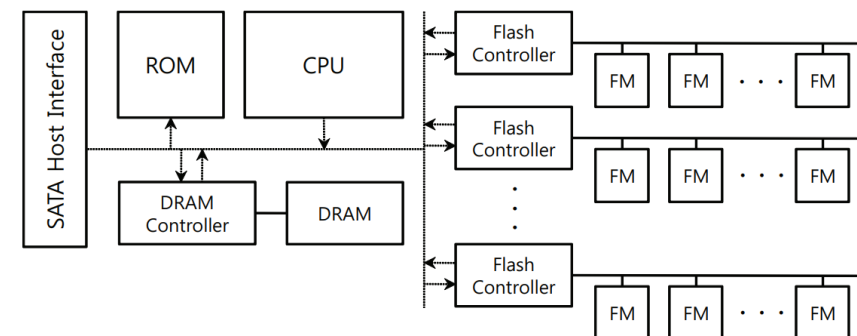 SATA Host Interface
ROM
CPU
DRAM
Controller
DRAM
Flash
Controller
FM
FM
· · ·
FM
Flash
Controller
FM
FM
· · ·
FM
Flash
Controller
FM
FM
· · ·
FM